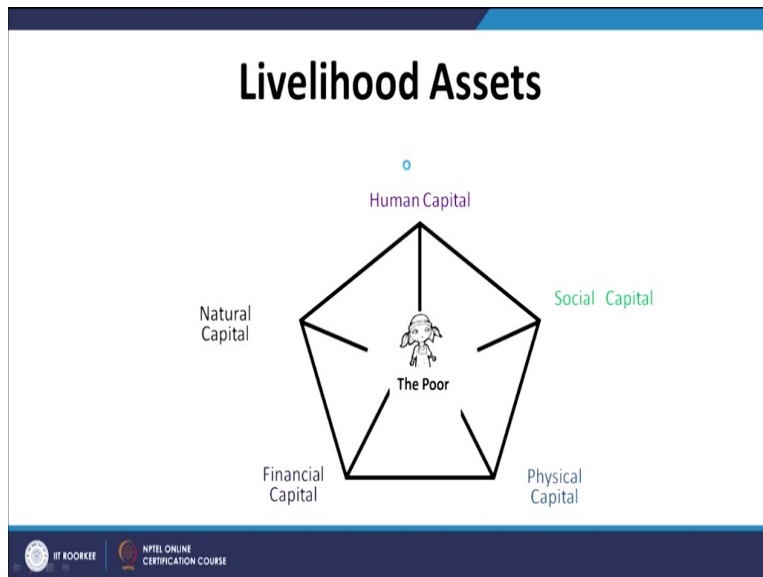 Livelihood Assets
Human Capital
Social Capital
Natural
Capital
The Poor
Financial
Capital
Physical
Capital
IIT ROORKEE
NPTEL ONLINE
CERTIFICATION COURSE